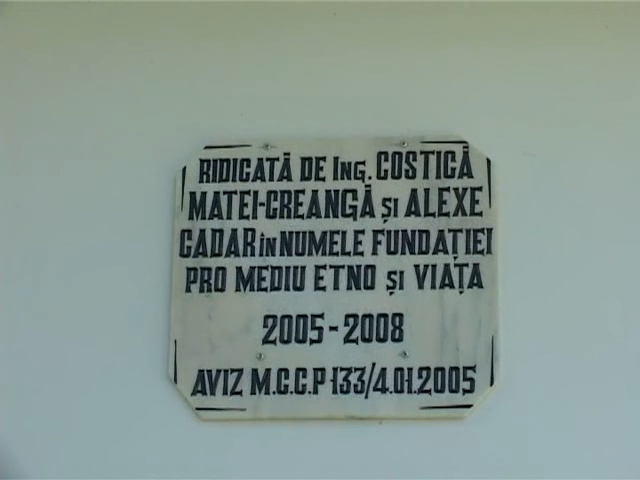 RIDICATĂ DE ING. COSTICĂ
MATEI-CREANGĂ ȘI ALEXE
CADAR în NUMELE FUNDAȚIEI
PRO MEDIU ETNO ȘI VIAȚA
2005-2008
AVIZ M.C.C.P 133/4.01.2005